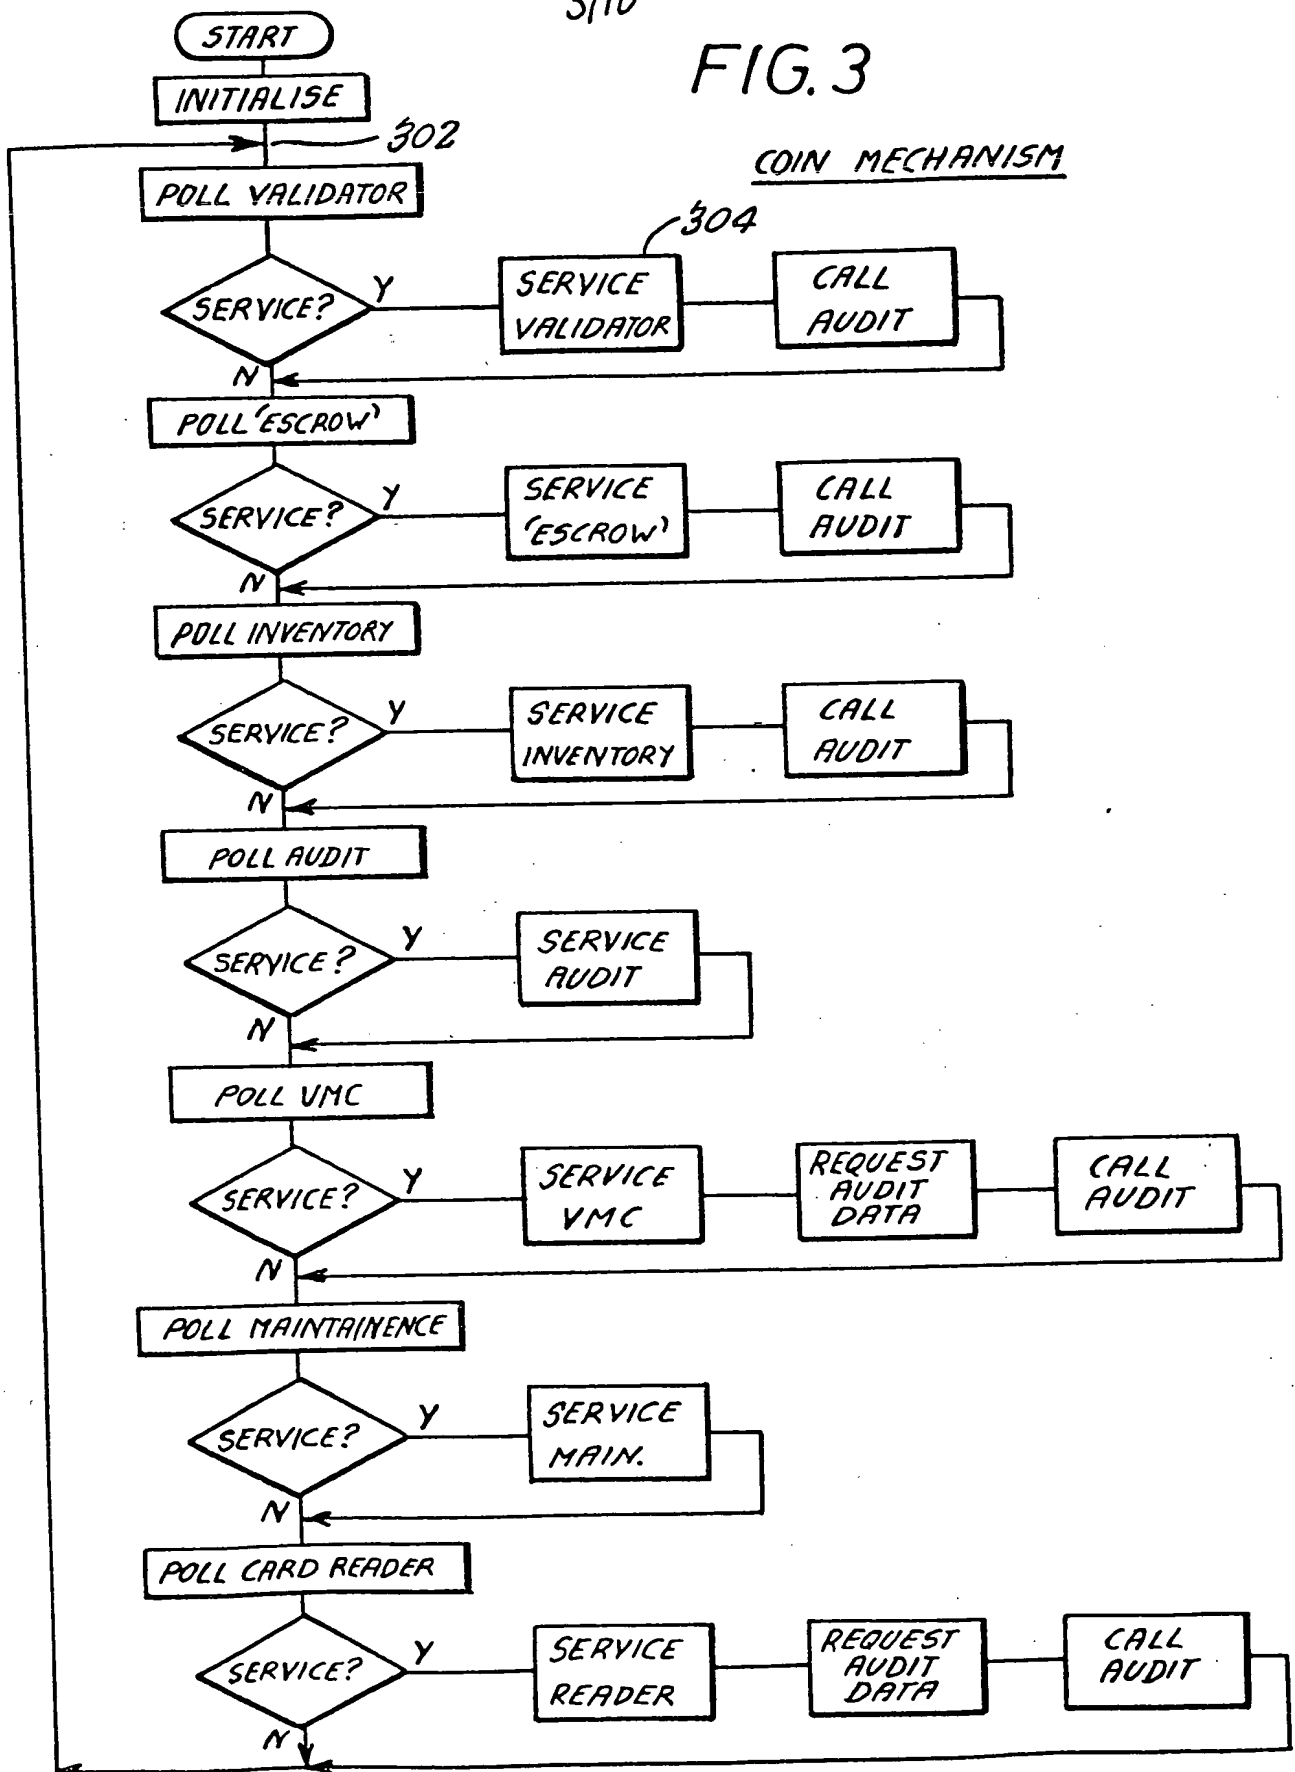 3/10
START
FIG. 3
INITIALISE
302
COIN MECHANISM
POLL VALIDATOR
304
SERVICE?
Y
SERVICE
VALIDATOR
CALL
AUDIT
N
POLL 'ESCROW'
SERVICE?
Y
SERVICE
'ESCROW'
CALL
AUDIT
N
POLL INVENTORY
SERVICE?
Y
SERVICE
INVENTORY
CALL
AUDIT
N
POLL AUDIT
SERVICE?
Y
SERVICE
AUDIT
N
POLL VMC
SERVICE?
Y
SERVICE
VMC
REQUEST
AUDIT
DATA
CALL
AUDIT
N
POLL MAINTAINENCE
SERVICE?
Y
SERVICE
MAIN.
N
POLL CARD READER
SERVICE?
Y
SERVICE
READER
REQUEST
AUDIT
DATA
CALL
AUDIT
N